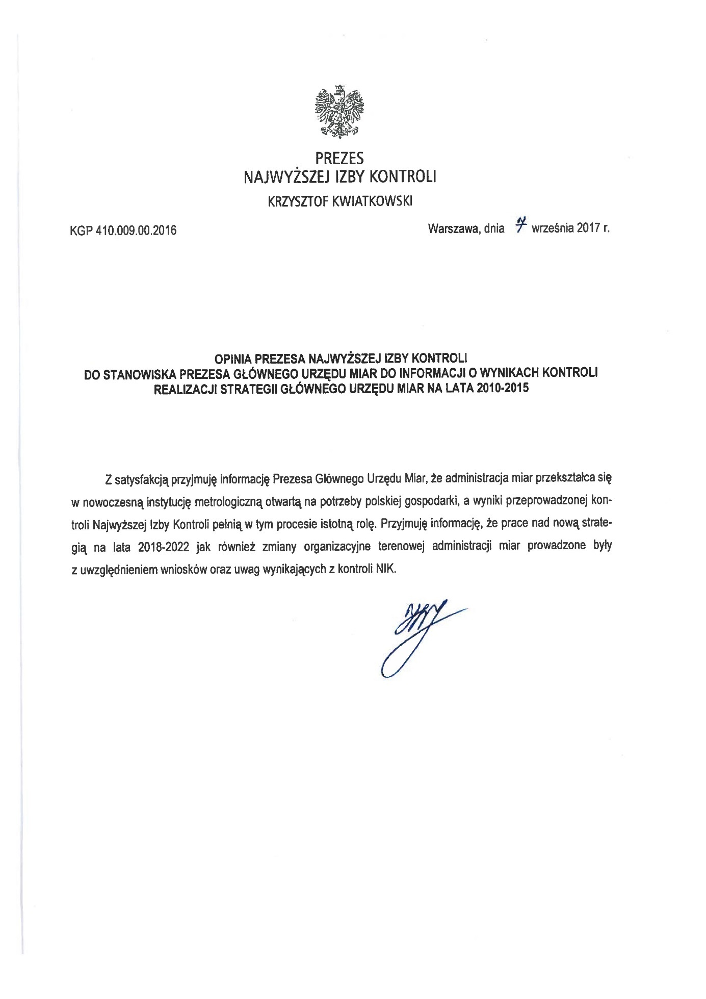 PREZES
NAJWYŻSZEJ IZBY KONTROLI
KRZYSZTOF KWIATKOWSKI
KGP 410.009.00.2016
Warszawa, dnia 7 września 2017 r.
OPINIA PREZESA NAJWYŻSZEJ IZBY KONTROLI
DO STANOWISKA PREZESA GŁÓWNEGO URZĘDU MIAR DO INFORMACJI O WYNIKACH KONTROLI
REALIZACJI STRATEGII GŁÓWNEGO URZĘDU MIAR NA LATA 2010-2015
Z satysfakcją przyjmuję informację Prezesa Głównego Urzędu Miar, że administracja miar przekształca się
w nowoczesną instytucję metrologiczną otwartą na potrzeby polskiej gospodarki, a wyniki przeprowadzonej kon-
troli Najwyższej Izby Kontroli pełnią w tym procesie istotną rolę. Przyjmuję informację, że prace nad nową strate-
gią na lata 2018-2022 jak również zmiany organizacyjne terenowej administracji miar prowadzone były
z uwzględnieniem wniosków oraz uwag wynikających z kontroli NIK.